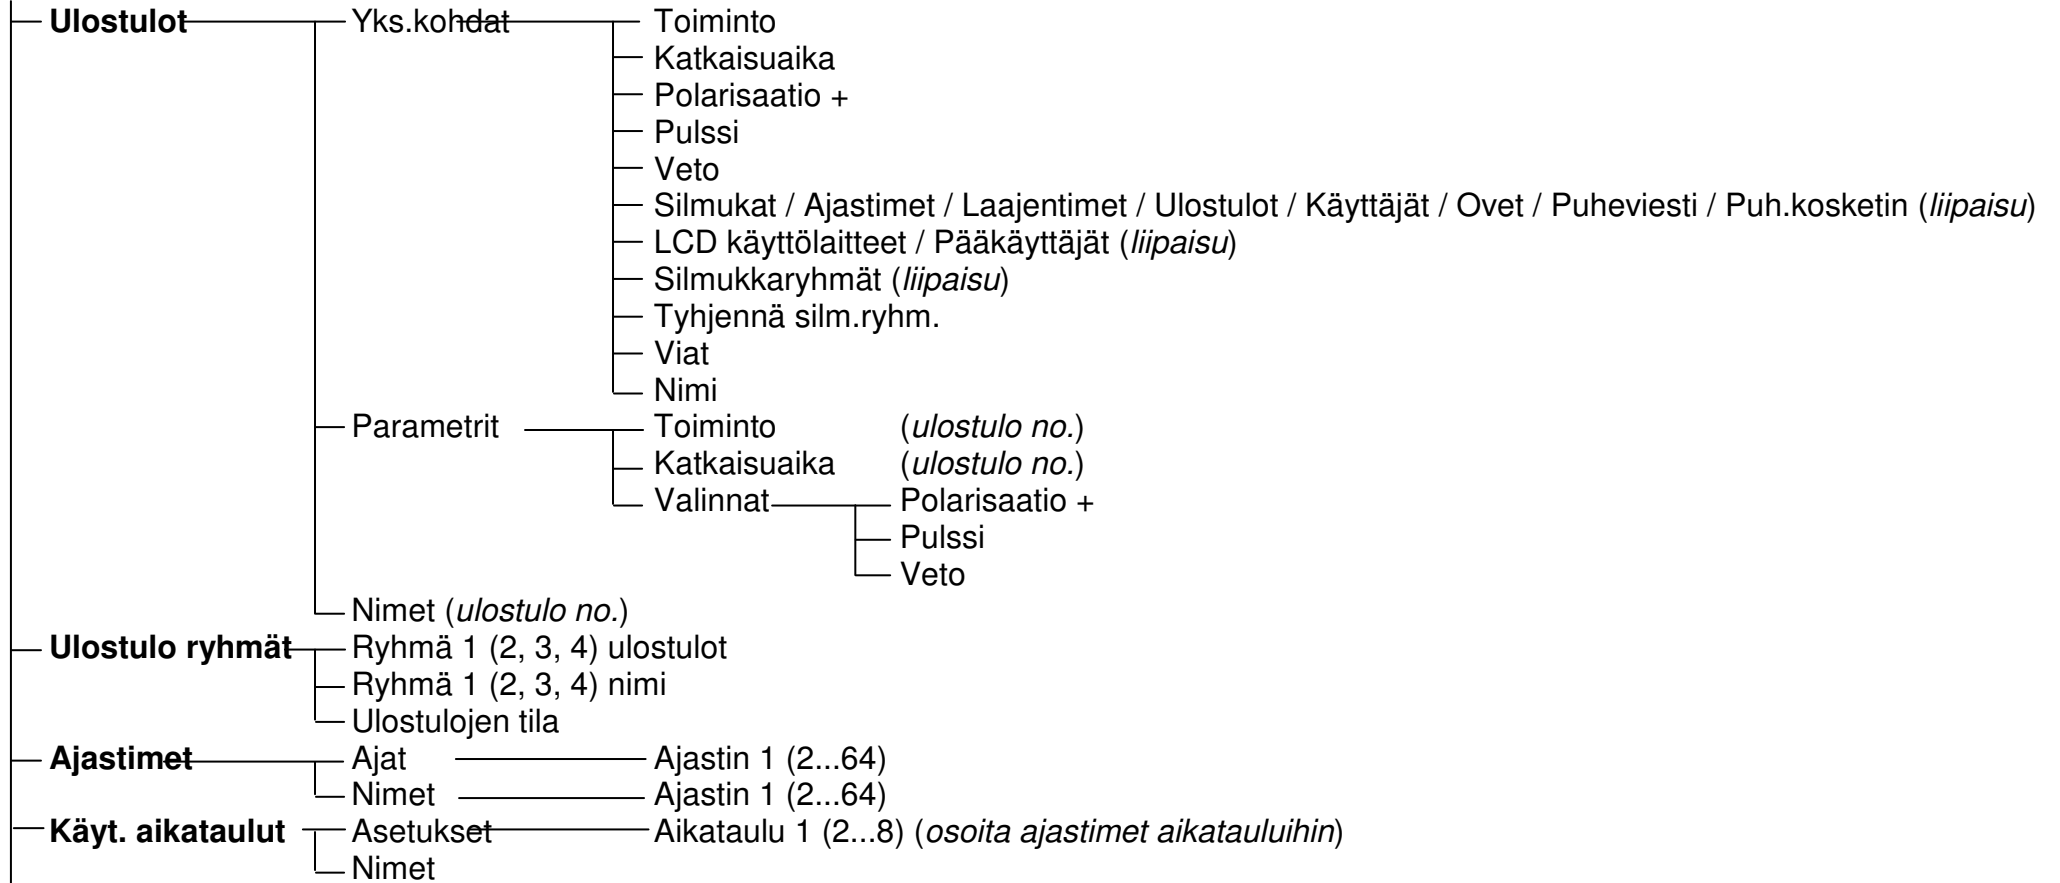 Ulostulot Yks.kohdat Toiminto
Katkaisuaika
Polarisaatio +
Pulssi
Veto
Silmukat / Ajastimet / Laajentimet / Ulostulot / Käyttäjät / Ovet / Puheviesti / Puh.kosketin (liipaisu)
LCD käyttölaitteet / Pääkäyttäjät (liipaisu)
Silmukkaryhmät (liipaisu)
Tyhjennä silm.ryhm.
Viat
Nimi
Parametrit Toiminto (ulostulo no.)
Katkaisuaika (ulostulo no.)
Valinnat Polarisaatio +
Pulssi
Veto
Nimet (ulostulo no.)
Ulostulo ryhmät Ryhmä 1 (2, 3, 4) ulostulot
Ryhmä 1 (2, 3, 4) nimi
Ulostulojen tila
Ajastimet Ajat Ajastin 1 (2...64)
Nimet Ajastin 1 (2...64)
Käyt. aikataulut Asetukset Aikataulu 1 (2...8) (osoita ajastimet aikatauluihin)
Nimet